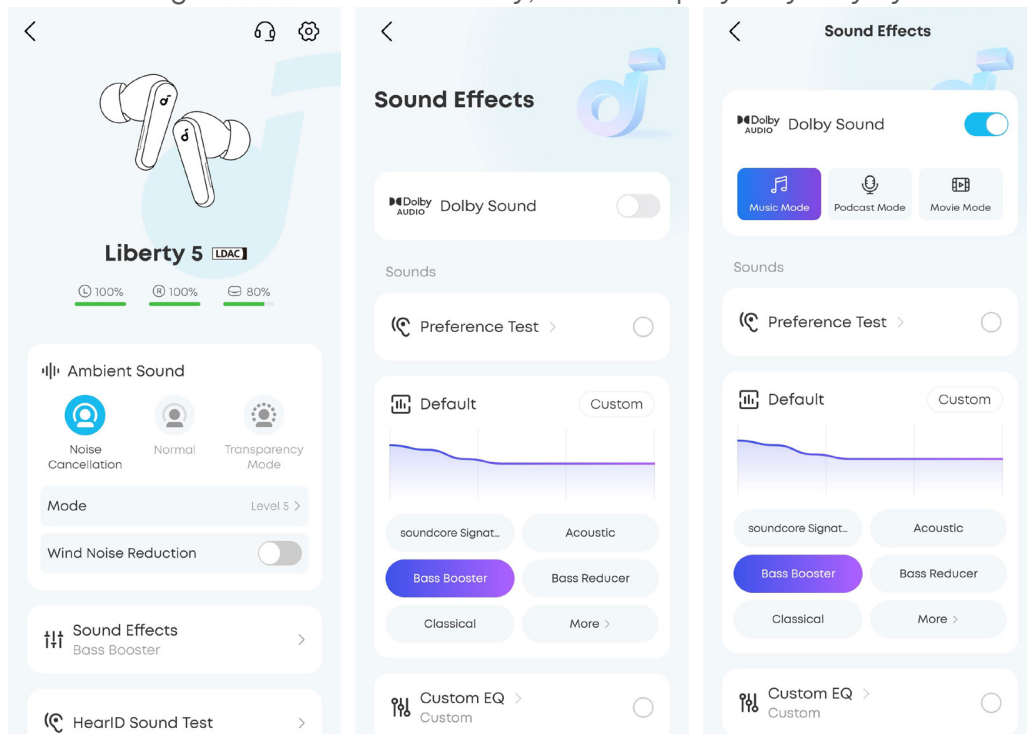 Liberty 5 LDAC
L 100% R 100% 80%
Ambient Sound
Noise Cancellation
Normal
Transparency Mode
Mode Level 5 >
Wind Noise Reduction
Sound Effects >
Bass Booster
HearID Sound Test >
Sound Effects
Dolby AUDIO Dolby Sound
Sounds
Preference Test >
Default Custom
soundcore Signat... Acoustic
Bass Booster Bass Reducer
Classical More >
Custom EQ >
Custom
Sound Effects
Dolby AUDIO Dolby Sound
Music Mode Podcast Mode Movie Mode
Sounds
Preference Test >
Default Custom
soundcore Signat... Acoustic
Bass Booster Bass Reducer
Classical More >
Custom EQ >
Custom